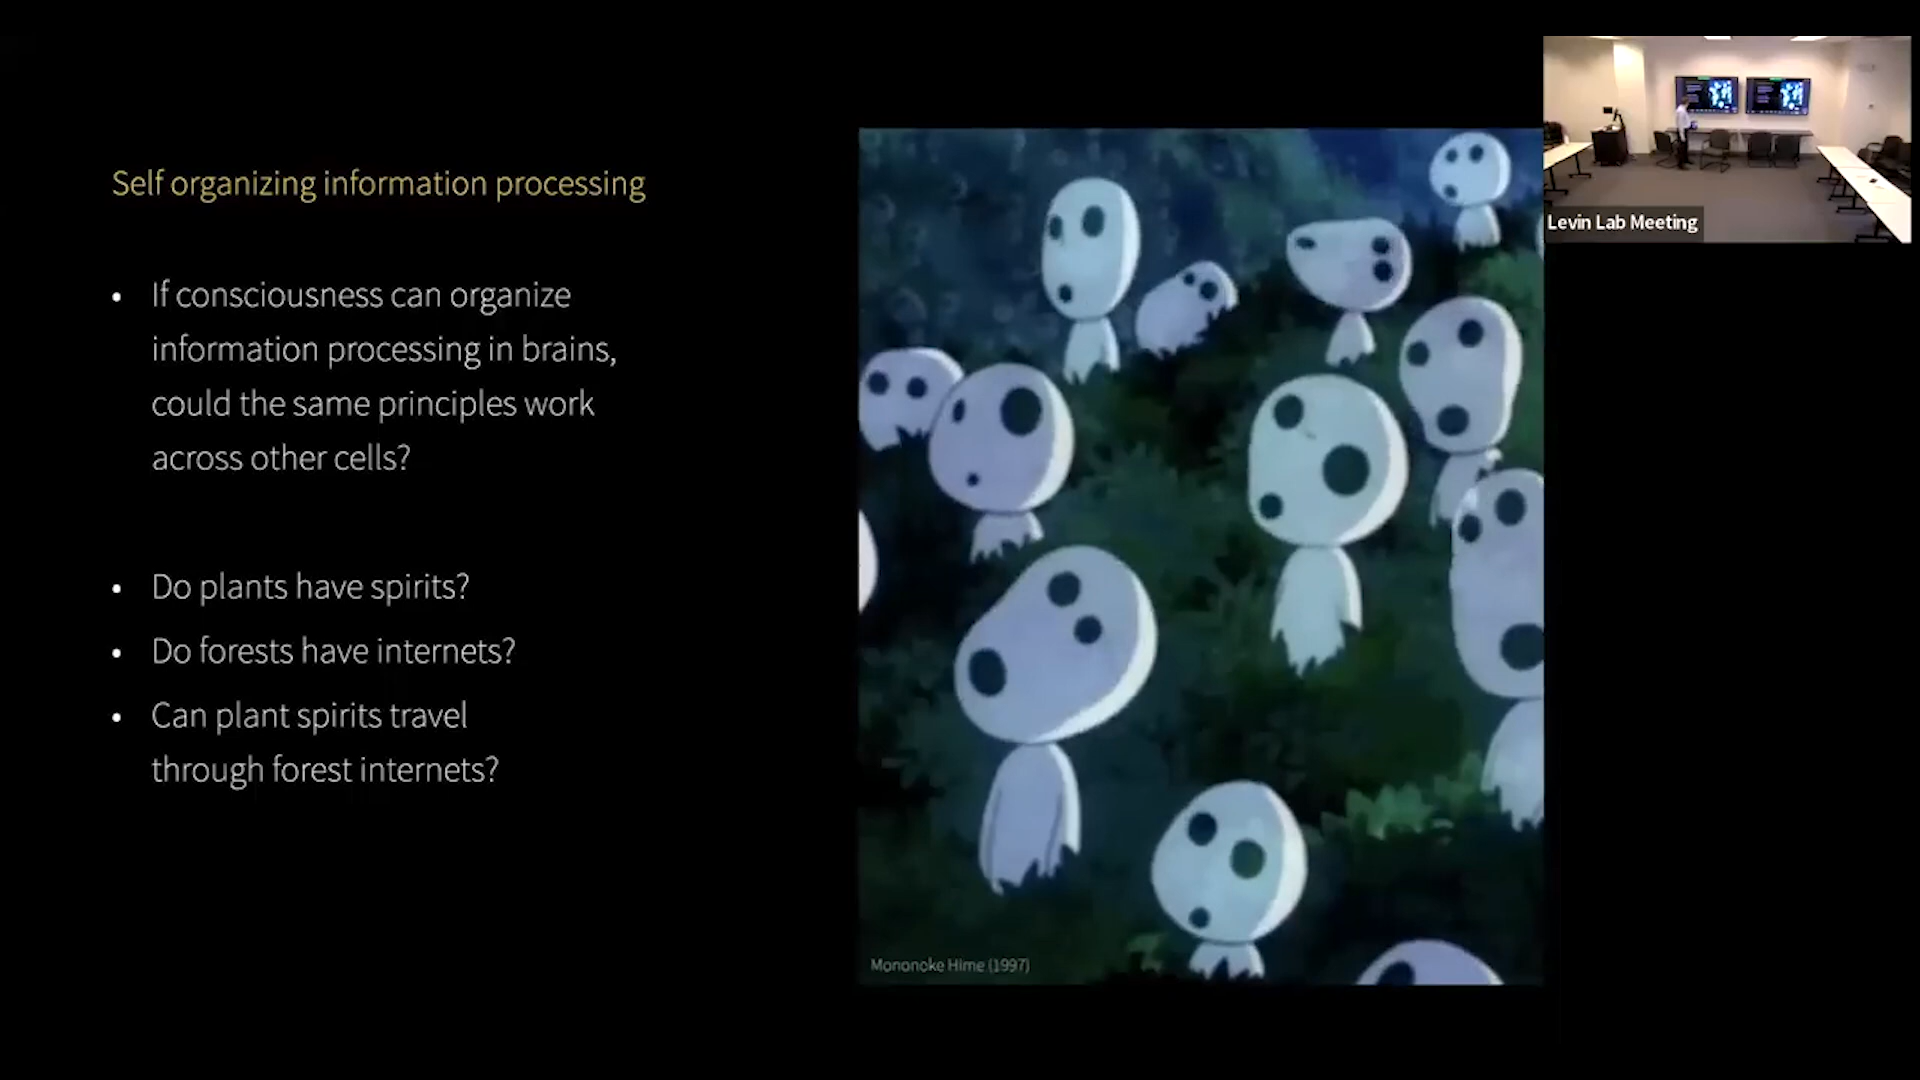 Self organizing information processing
• If consciousness can organize
information processing in brains,
could the same principles work
across other cells?
• Do plants have spirits?
• Do forests have internets?
• Can plant spirits travel
through forest internets?
Mononoke Hime (1997)
Levin Lab Meeting